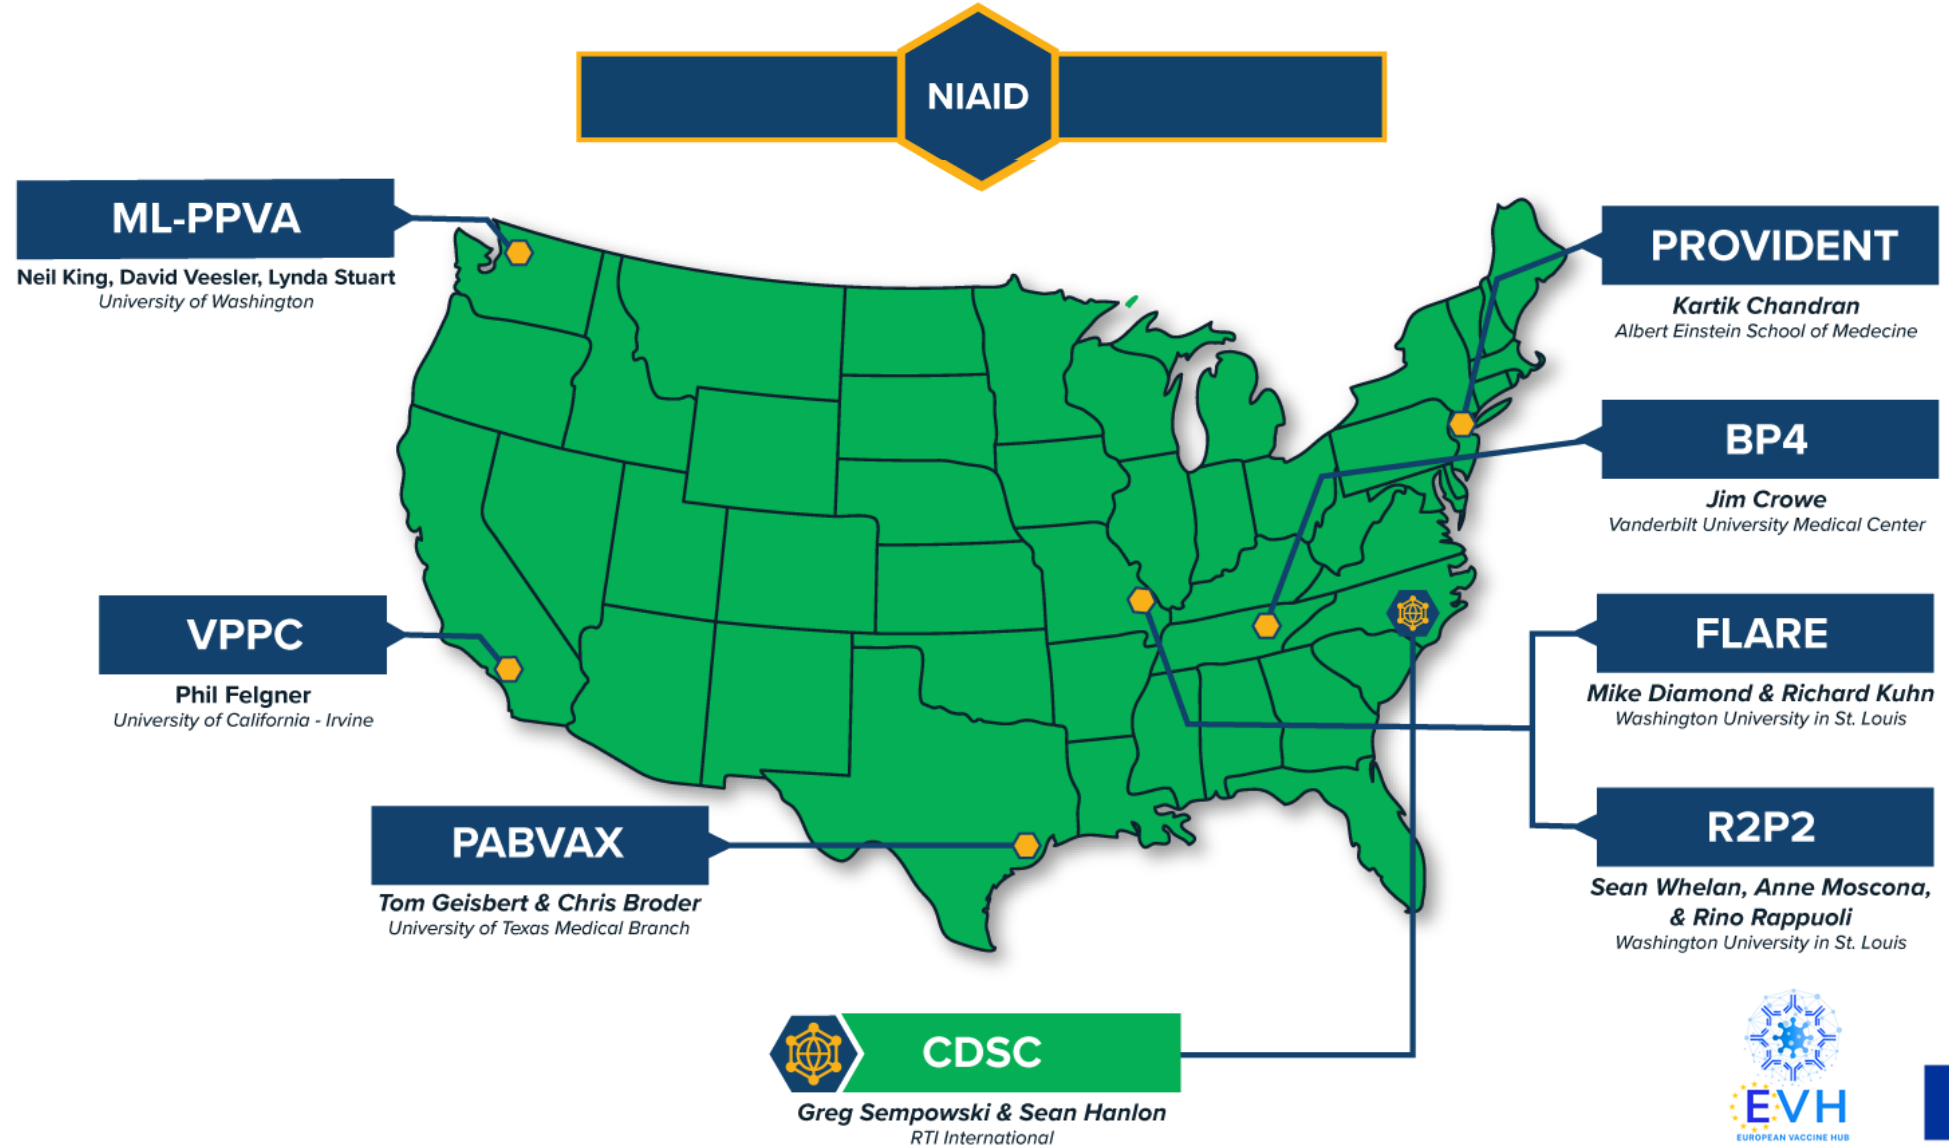 NIAID
ML-PPVA
Neil King, David Veesler, Lynda Stuart
University of Washington
PROVIDENT
Kartik Chandran
Albert Einstein School of Medecine
BP4
Jim Crowe
Vanderbilt University Medical Center
VPPC
Phil Felgner
University of California - Irvine
FLARE
Mike Diamond & Richard Kuhn
Washington University in St. Louis
PABVAX
Tom Geisbert & Chris Broder
University of Texas Medical Branch
R2P2
Sean Whelan, Anne Moscona,
& Rino Rappuoli
Washington University in St. Louis
CDSC
Greg Sempowski & Sean Hanlon
RTI International
EVH
EUROPEAN VACCINE HUB